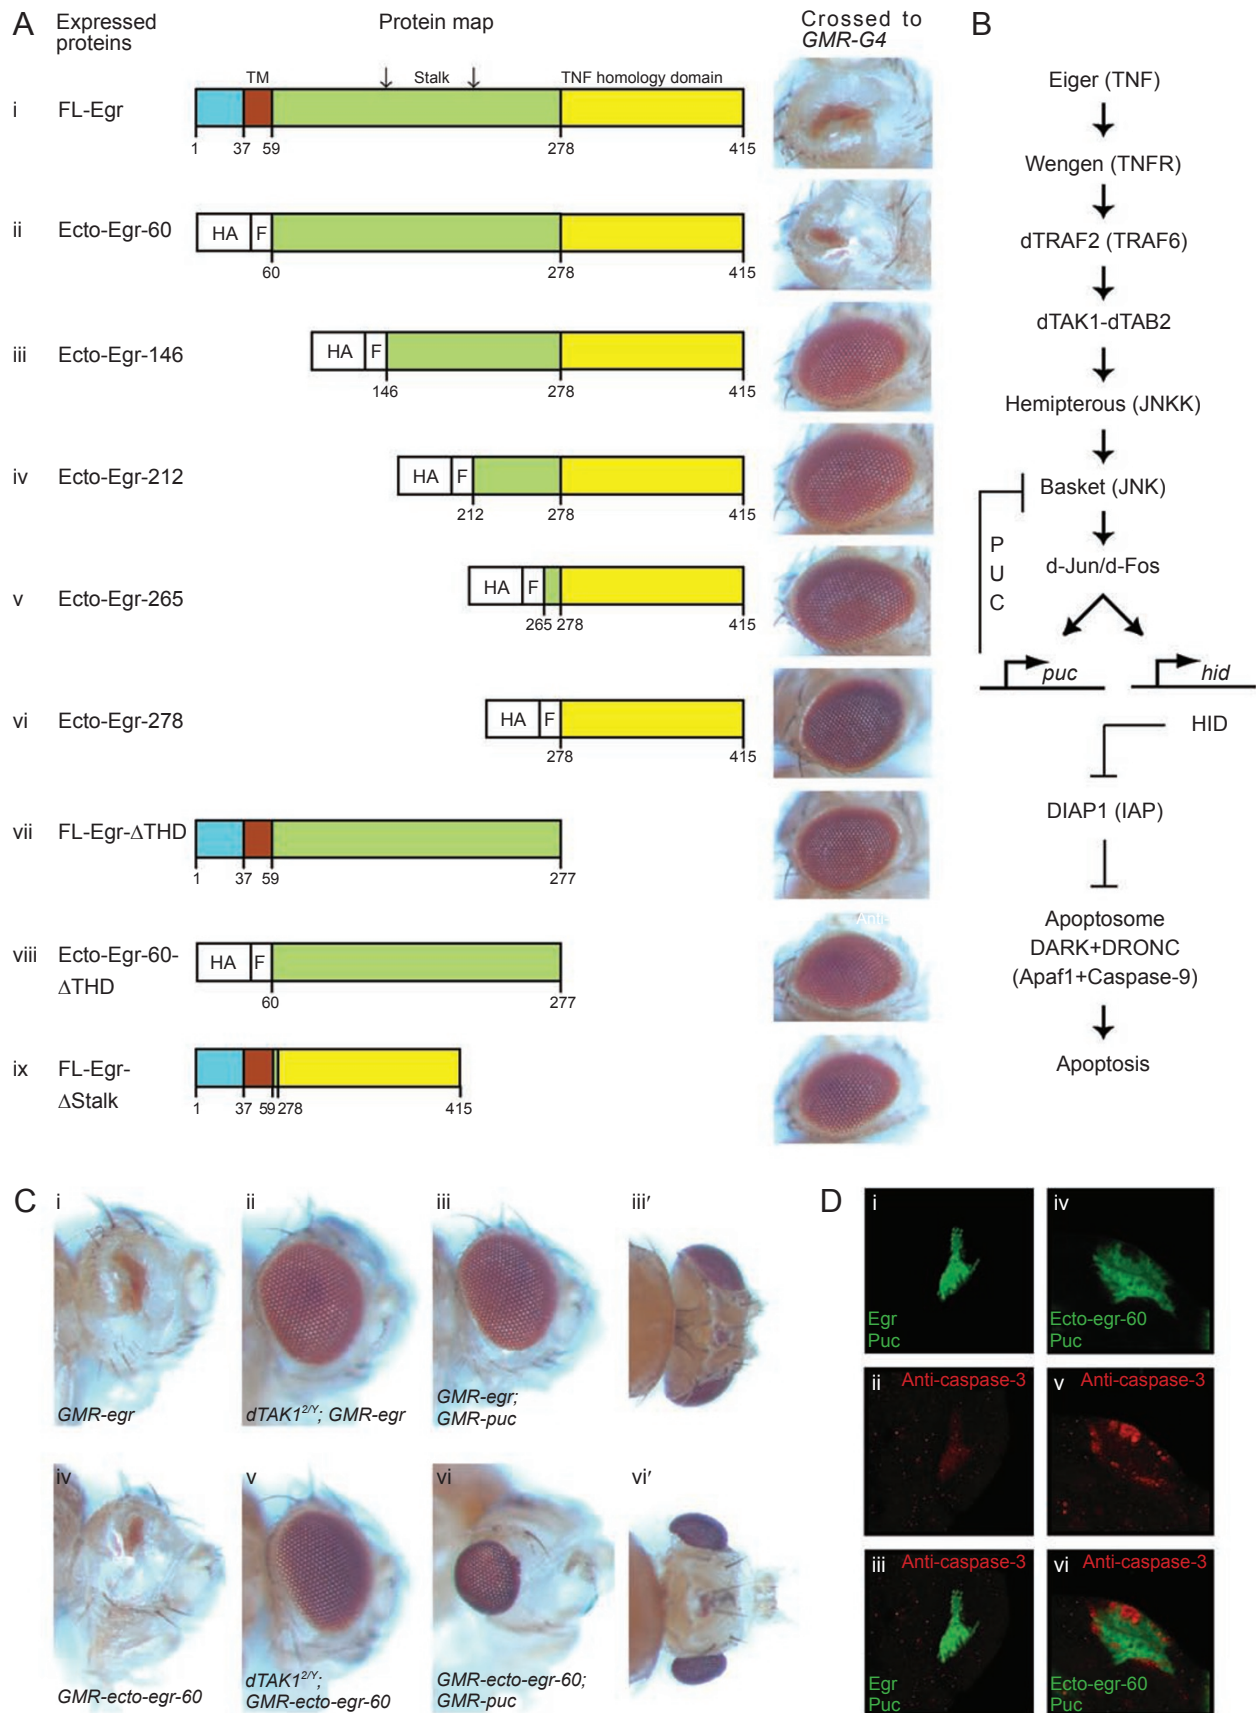 A
Expressed
proteins
Protein map
Crossed to
GMR-G4
TM
Stalk
TNF homology domain
i
FL-Egr
1 37 59 278 415
ii
Ecto-Egr-60
HA F
60 278 415
iii
Ecto-Egr-146
HA F
146 278 415
iv
Ecto-Egr-212
HA F
212 278 415
v
Ecto-Egr-265
HA F
265 278 415
vi
Ecto-Egr-278
HA F
278 415
vii
FL-Egr-ΔTHD
1 37 59 277
viii
Ecto-Egr-60-
ΔTHD
HA F
60 277
Anti-
ix
FL-Egr-
ΔStalk
1 37 59 278 415
B
Eiger (TNF)
Wengen (TNFR)
dTRAF2 (TRAF6)
dTAK1-dTAB2
Hemipterous (JNKK)
Basket (JNK)
P
U
C
d-Jun/d-Fos
puc
hid
HID
DIAP1 (IAP)
Apoptosome
DARK+DRONC
(Apaf1+Caspase-9)
Apoptosis
C
i
GMR-egr
ii
dTAK12/Y; GMR-egr
iii
GMR-egr;
GMR-puc
iii′
iv
GMR-ecto-egr-60
v
dTAK12/Y;
GMR-ecto-egr-60
vi
GMR-ecto-egr-60;
GMR-puc
vi′
D
i
Egr
Puc
iv
Ecto-egr-60
Puc
ii
Anti-caspase-3
v
Anti-caspase-3
iii
Anti-caspase-3
Egr
Puc
vi
Anti-caspase-3
Ecto-egr-60
Puc